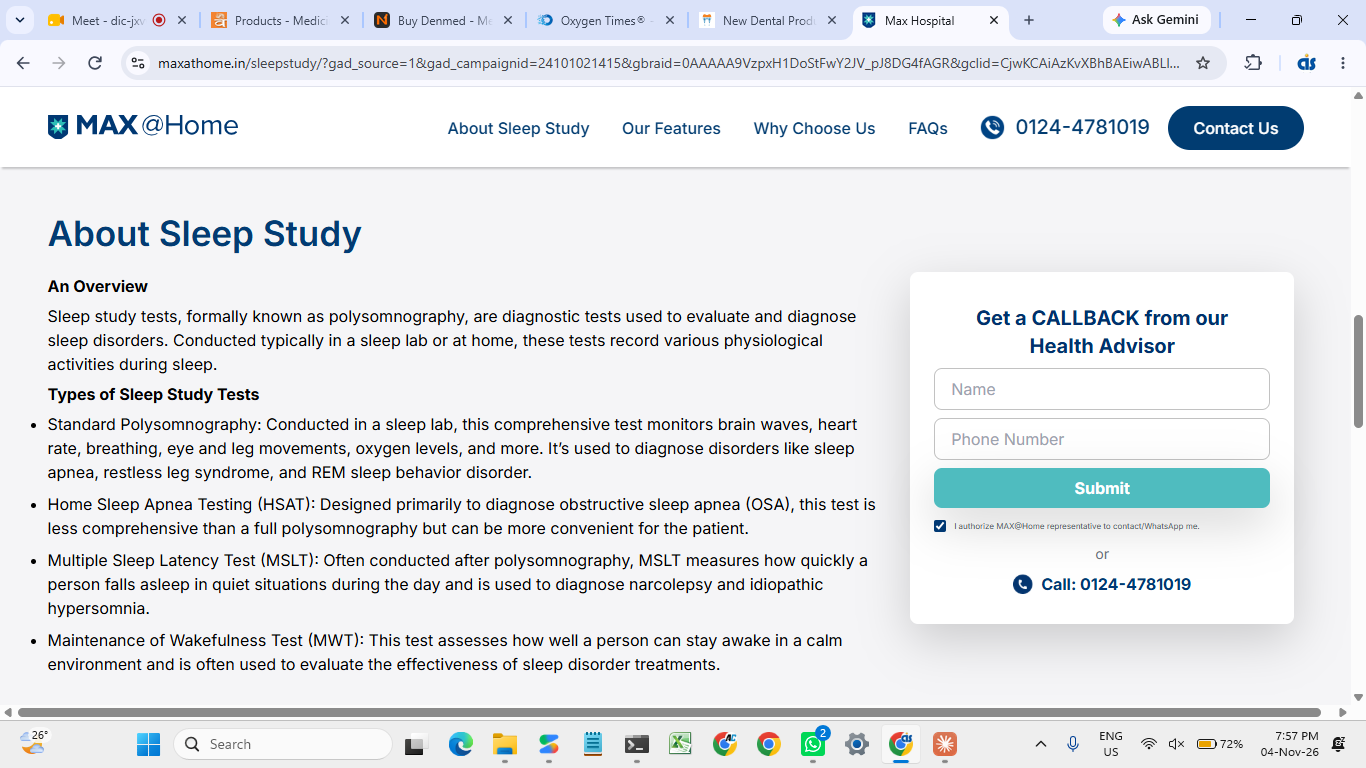 Meet - dic-jxv
Products - Medic
Buy Denmed - Me
Oxygen Times® -
New Dental Prod
Max Hospital
Ask Gemini
maxathome.in/sleepstudy/?gad_source=1&gad_campaignid=24101021415&gbraid=0AAAAA9VzpxH1DoStFwY2JV_pJ8DG4fAGR&gclid=CjwKCAiAzKvXBhBAEiwABLl...
MAX@Home
About Sleep Study
Our Features
Why Choose Us
FAQs
0124-4781019
Contact Us
About Sleep Study
An Overview
Sleep study tests, formally known as polysomnography, are diagnostic tests used to evaluate and diagnose
sleep disorders. Conducted typically in a sleep lab or at home, these tests record various physiological
activities during sleep.
Types of Sleep Study Tests
• Standard Polysomnography: Conducted in a sleep lab, this comprehensive test monitors brain waves, heart
rate, breathing, eye and leg movements, oxygen levels, and more. It’s used to diagnose disorders like sleep
apnea, restless leg syndrome, and REM sleep behavior disorder.
• Home Sleep Apnea Testing (HSAT): Designed primarily to diagnose obstructive sleep apnea (OSA), this test is
less comprehensive than a full polysomnography but can be more convenient for the patient.
• Multiple Sleep Latency Test (MSLT): Often conducted after polysomnography, MSLT measures how quickly a
person falls asleep in quiet situations during the day and is used to diagnose narcolepsy and idiopathic
hypersomnia.
• Maintenance of Wakefulness Test (MWT): This test assesses how well a person can stay awake in a calm
environment and is often used to evaluate the effectiveness of sleep disorder treatments.
Get a CALLBACK from our
Health Advisor
Name
Phone Number
Submit
I authorize MAX@Home representative to contact/WhatsApp me.
or
Call: 0124-4781019
26°
Search
2
ENG
US
72%
7:57 PM
04-Nov-26